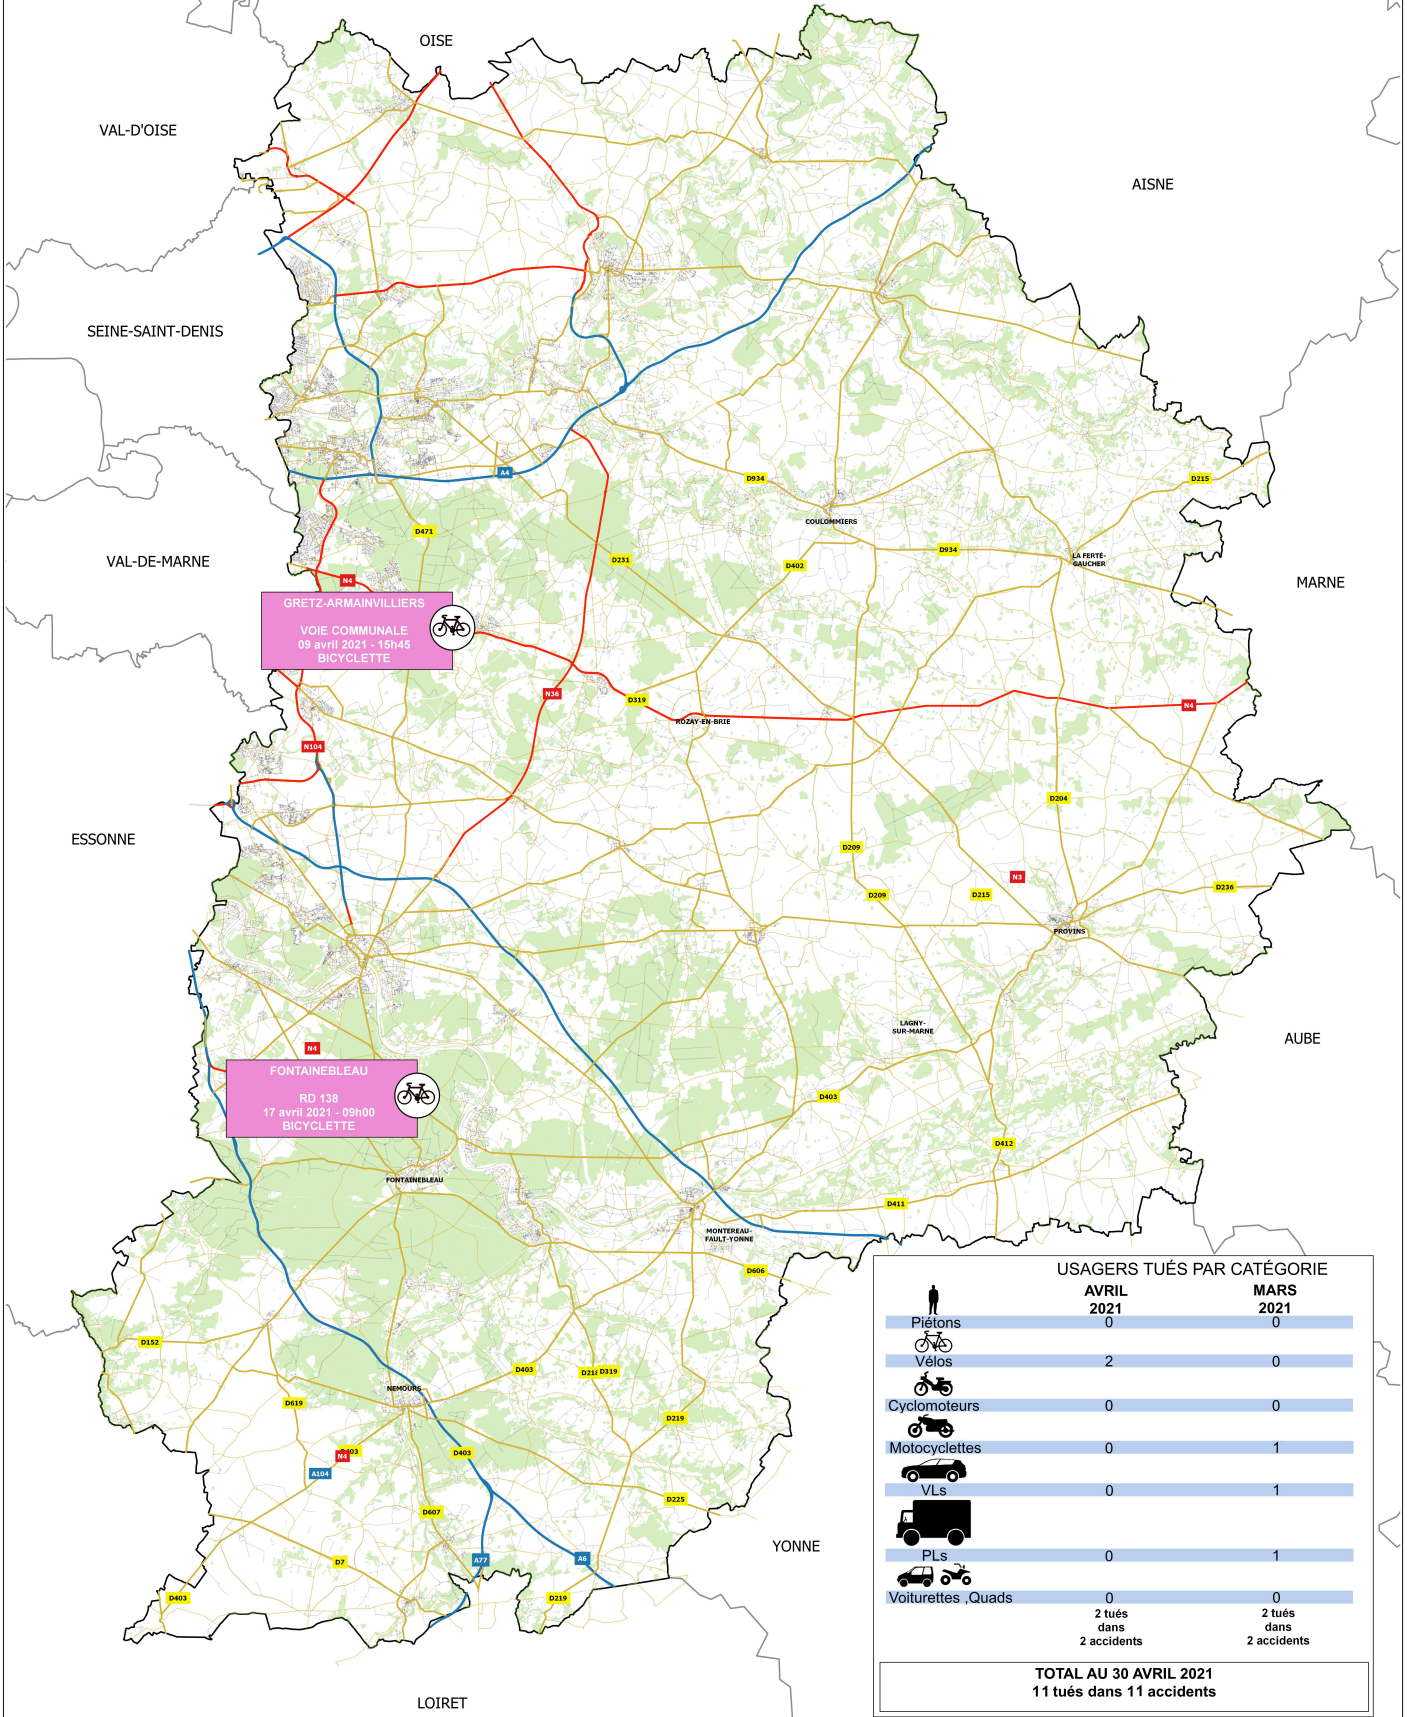 OISE
VAL-D'OISE
AISNE
SEINE-SAINT-DENIS
A4
D934
D215
COULOMMIERS
D471
D934
VAL-DE-MARNE
D231
D402
LA FERTÉ-
GAUCHER
N4
MARNE
GRETZ-ARMAINVILLIERS
VOIE COMMUNALE
09 avril 2021 - 15h45
BICYCLETTE
N36
D319
N4
ROZAY-EN-BRIE
N104
D204
ESSONNE
D209
N3
D209
D215
D236
PROVINS
LAGNY-
SUR-MARNE
AUBE
N4
FONTAINEBLEAU
RD 138
17 avril 2021 - 09h00
BICYCLETTE
D403
D412
FONTAINEBLEAU
D411
MONTEREAU-
FAULT-YONNE
D606
D152
D403
D319
NEMOURS
D619
D219
D403
N4
D403
A104
D225
D607
YONNE
D7
A77
A6
D403
D219
LOIRET
USAGERS TUÉS PAR CATÉGORIE
AVRIL
2021
MARS
2021
Piétons 0 0
Vélos 2 0
Cyclomoteurs 0 0
Motocyclettes 0 1
VLs 0 1
PLs 0 1
Voiturettes ,Quads 0 0
2 tués
dans
2 accidents
2 tués
dans
2 accidents
TOTAL AU 30 AVRIL 2021
11 tués dans 11 accidents